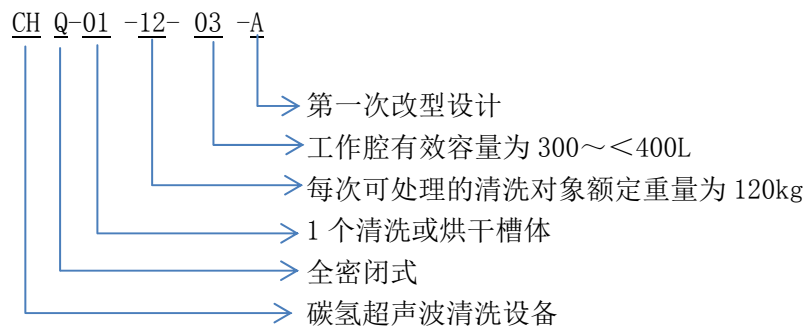 CH Q-01 -12- 03 -A
第一次改型设计
工作腔有效容量为 300～＜400L
每次可处理的清洗对象额定重量为 120kg
1 个清洗或烘干槽体
全密闭式
碳氢超声波清洗设备